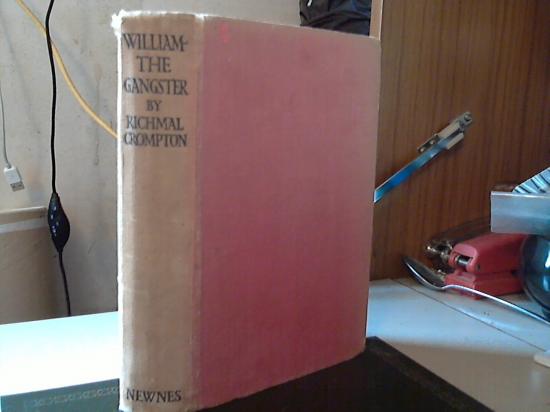 WILLIAM-
THE
GANGSTER
BY
RICHMAL
CROMPTON
NEWNES